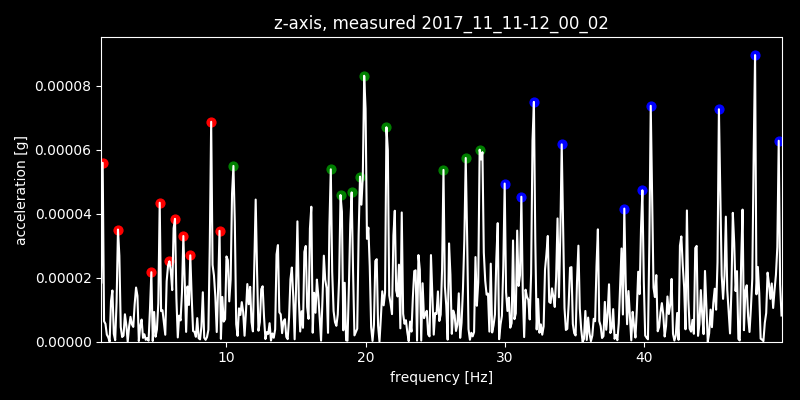 z-axis, measured 2017_11_11-12_00_02
0.00008
0.00006
0.00004
0.00002
0.00000
acceleration [g]
10 20 30 40
frequency [Hz]